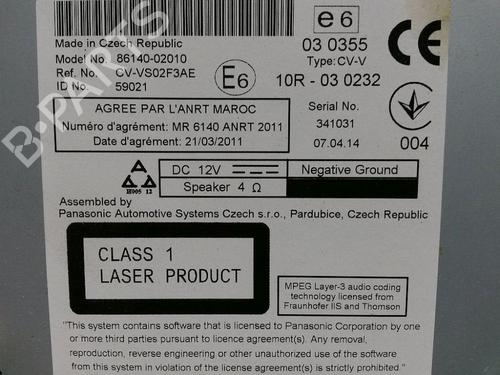 e6
CE
Made in Czech Republic
Model No. 86140-02010
Ref. No. CV-VS02F3AE
ID No. 59021
E6
03 0355
Type: CV-V
10R - 03 0232
AGREE PAR L'ANRT MAROC
Numéro d'agrément: MR 6140 ANRT 2011
Date d'agrément: 21/03/2011
Serial No.
341031
07.04.14
004
DC 12V
Negative Ground
Speaker 4 Ω
Assembled by
Panasonic Automotive Systems Czech s.r.o., Pardubice, Czech Republic
CLASS 1
LASER PRODUCT
MPEG Layer-3 audio coding
technology licensed from
Fraunhofer IIS and Thomson
"This system contains software that is licensed to Panasonic Corporation by one
or more third parties pursuant to licence agreement(s). Any removal,
reproduction, reverse engineering or other unauthorized use of the software
from this system in violation of the license agreement(s) is strictly prohibited."
B-PARTS